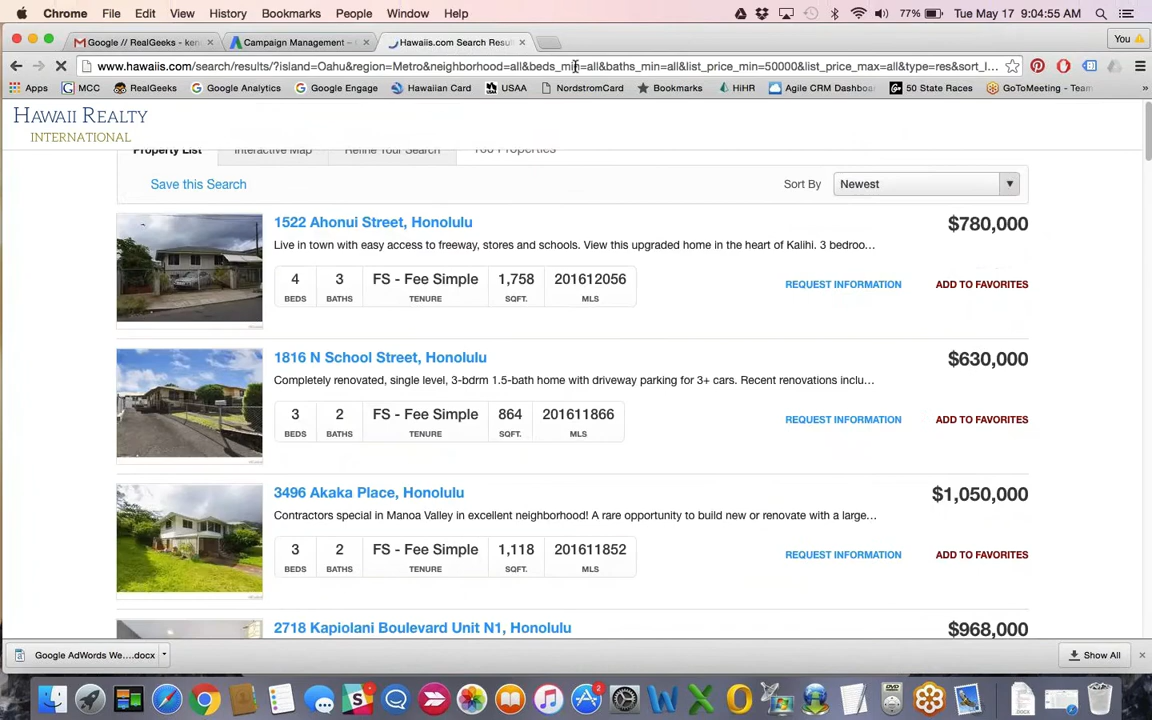 Chrome File Edit View History Bookmarks People Window Help 77% Tue May 17 9:04:55 AM
Google // RealGeeks - ken Campaign Management – Hawaiis.com Search Resul You
www.hawaiis.com/search/results/?island=Oahu&region=Metro&neighborhood=all&beds_min=all&baths_min=all&list_price_min=50000&list_price_max=all&type=res&sort_l...
Apps MCC RealGeeks Google Analytics Google Engage Hawaiian Card USAA NordstromCard Bookmarks HiHR Agile CRM Dashboa 50 State Races GoToMeeting - Team »
HAWAII REALTY
INTERNATIONAL
Property List Interactive Map Refine Your Search Properties
Save this Search Sort By Newest
1522 Ahonui Street, Honolulu $780,000
Live in town with easy access to freeway, stores and schools. View this upgraded home in the heart of Kalihi. 3 bedroo...
4 3 FS - Fee Simple 1,758 201612056
BEDS BATHS TENURE SQFT. MLS
REQUEST INFORMATION ADD TO FAVORITES
1816 N School Street, Honolulu $630,000
Completely renovated, single level, 3-bdrm 1.5-bath home with driveway parking for 3+ cars. Recent renovations inclu...
3 2 FS - Fee Simple 864 201611866
BEDS BATHS TENURE SQFT. MLS
REQUEST INFORMATION ADD TO FAVORITES
3496 Akaka Place, Honolulu $1,050,000
Contractors special in Manoa Valley in excellent neighborhood! A rare opportunity to build new or renovate with a large...
3 2 FS - Fee Simple 1,118 201611852
BEDS BATHS TENURE SQFT. MLS
REQUEST INFORMATION ADD TO FAVORITES
2718 Kapiolani Boulevard Unit N1, Honolulu $968,000
Google AdWords We....docx Show All